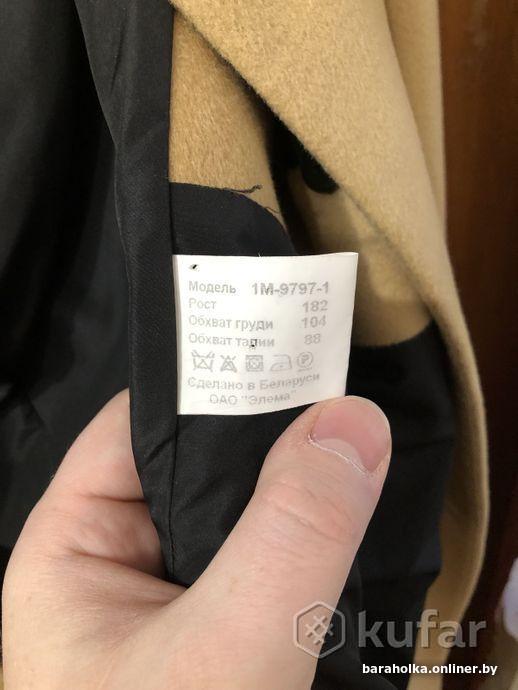 Модель 1М-9797-1
Рост 182
Обхват груди 104
Обхват талии 88
Сделано в Беларуси
ОАО "Элема"
kufar
baraholka.onliner.by